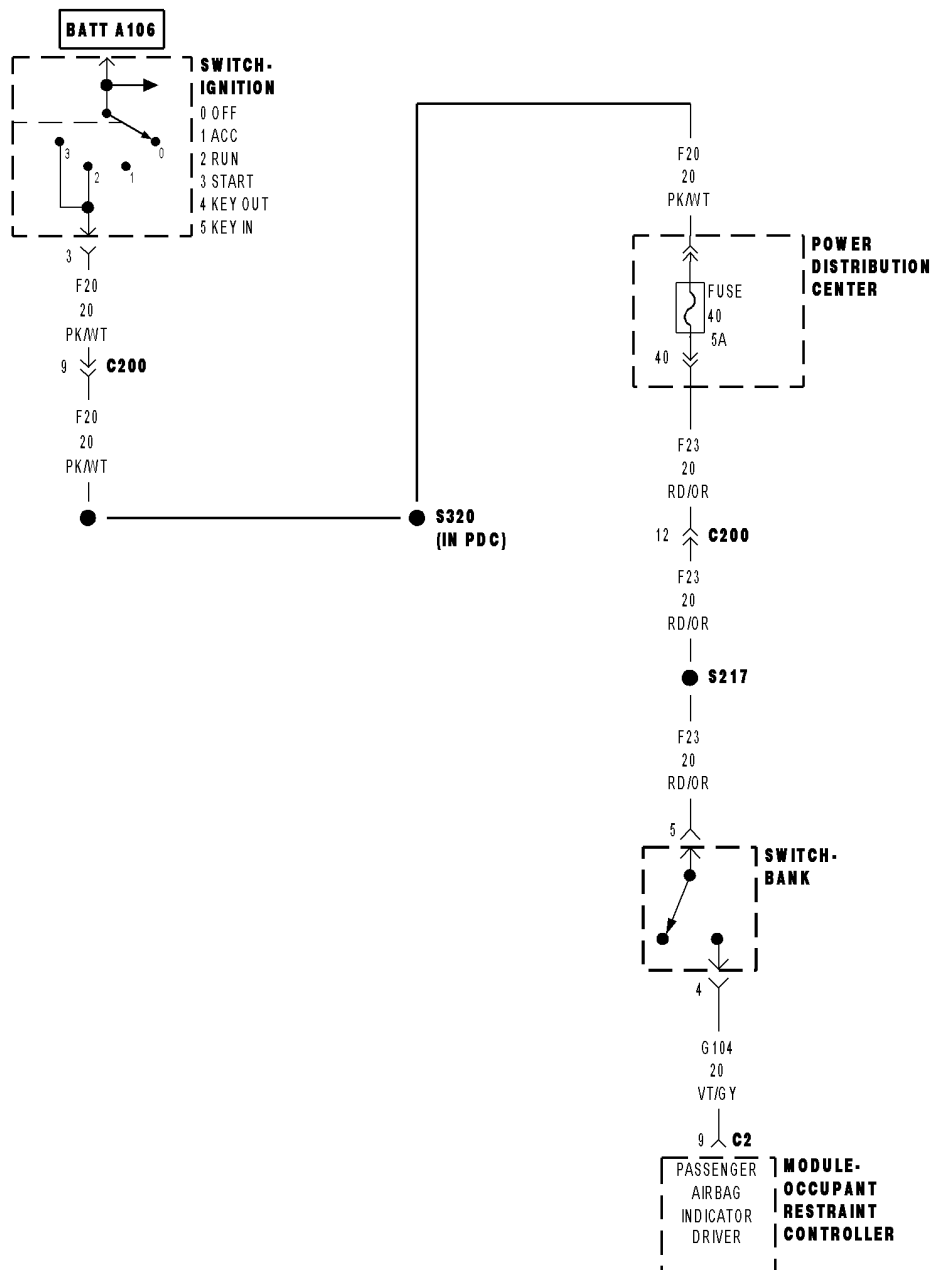 BATT A106
SWITCH-
IGNITION
0 OFF
1 ACC
2 RUN
3 START
4 KEY OUT
5 KEY IN
3
2
1
0
3
F20
20
PK/WT
9
C200
F20
20
PK/WT
S320
(IN PDC)
F20
20
PK/WT
POWER
DISTRIBUTION
CENTER
FUSE
40
5A
40
F23
20
RD/OR
12
C200
F23
20
RD/OR
S217
F23
20
RD/OR
5
SWITCH-
BANK
4
G104
20
VT/GY
9
C2
PASSENGER
AIRBAG
INDICATOR
DRIVER
MODULE-
OCCUPANT
RESTRAINT
CONTROLLER